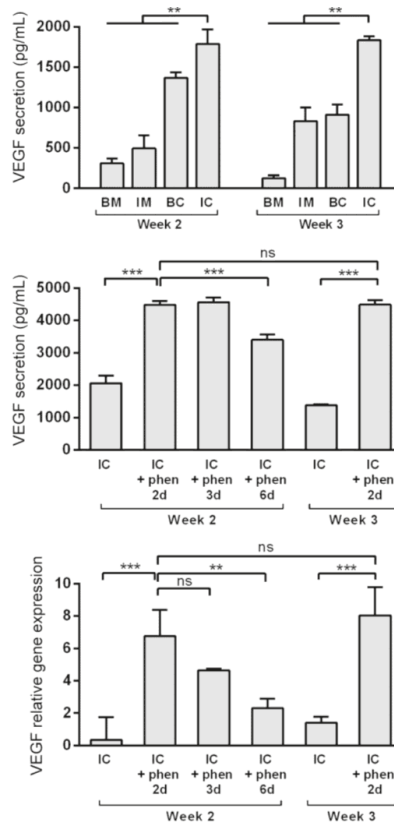 ** **
VEGF secretion (pg/mL)
2000
1500
1000
500
0
BM IM BC IC BM IM BC IC
Week 2 Week 3
ns
*** *** ***
VEGF secretion (pg/mL)
5000
4000
3000
2000
1000
0
IC IC IC IC IC IC
+ phen + phen + phen + phen
2d 3d 6d 2d
Week 2 Week 3
ns
*** ** ***
ns
VEGF relative gene expression
10
8
6
4
2
0
IC IC IC IC IC IC
+ phen + phen + phen + phen
2d 3d 6d 2d
Week 2 Week 3